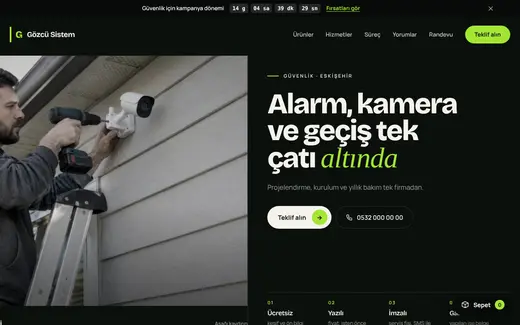 Güvenlik için kampanya dönemi 14 g 04 sa 39 dk 29 sn Fırsatları gör
G Gözcü Sistem
Ürünler Hizmetler Süreç Yorumlar Randevu Teklif alın
GÜVENLİK · ESKİŞEHİR
Alarm, kamera
ve geçiş tek
çatı altında
Projelendirme, kurulum ve yıllık bakım tek firmadan.
Teklif alın
0532 000 00 00
01 02 03
Ücretsiz Yazılı İmzalı
Sepet 0